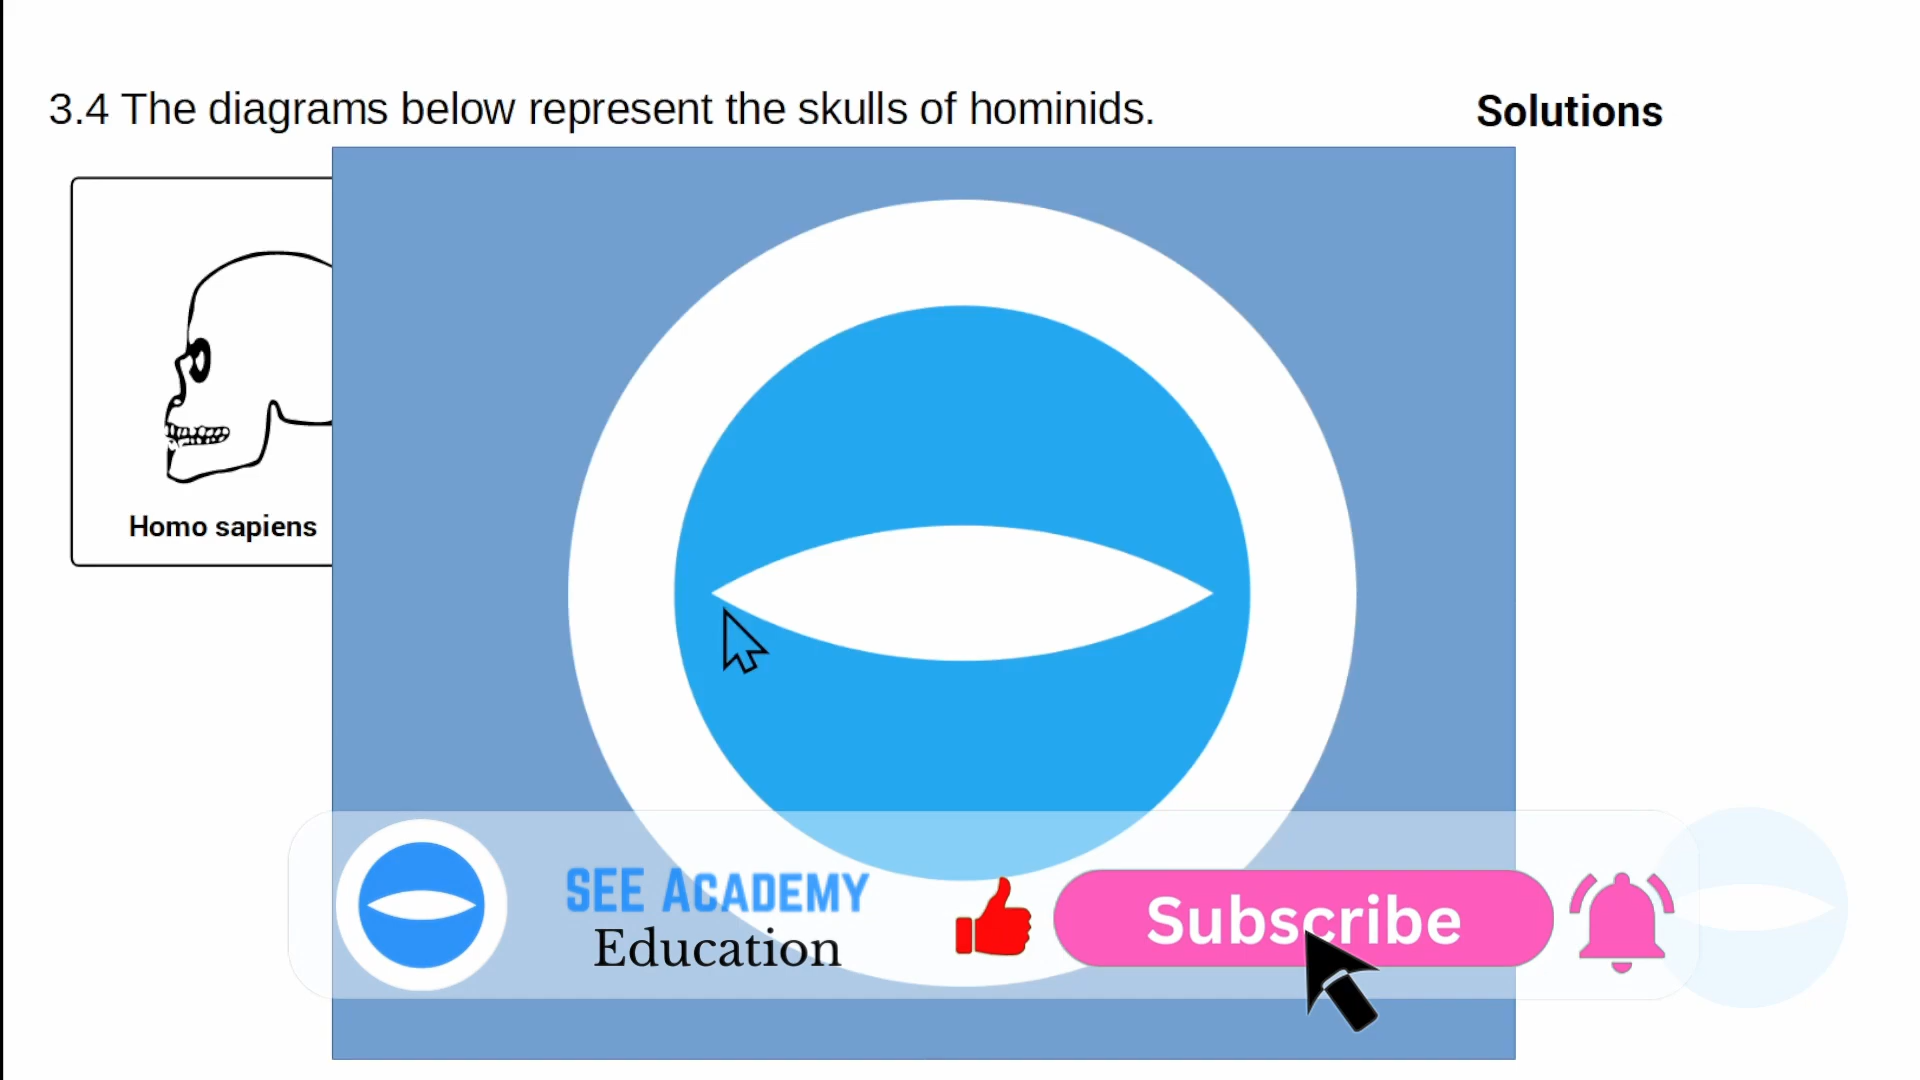 3.4 The diagrams below represent the skulls of hominids.
Solutions
Homo sapiens
SEE ACADEMY
Education
Subscribe